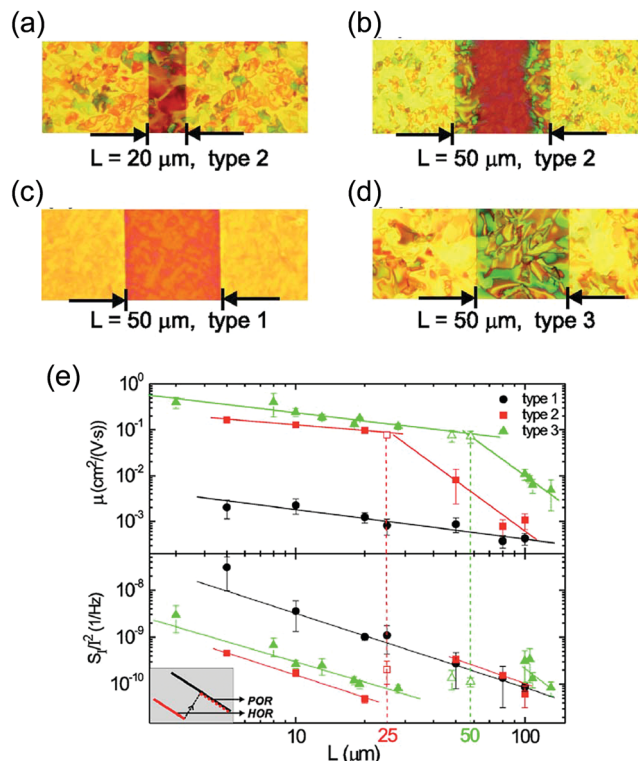 (a)
(b)
L = 20 μm, type 2
L = 50 μm, type 2
(c)
(d)
L = 50 μm, type 1
L = 50 μm, type 3
(e)
type 1
type 2
type 3
μ (cm²/(V·s)
10⁰
10⁻¹
10⁻²
10⁻³
S_I/I² (1/Hz)
10⁻⁸
10⁻⁹
10⁻¹⁰
POR
HOR
10 25 50 100
L (μm)